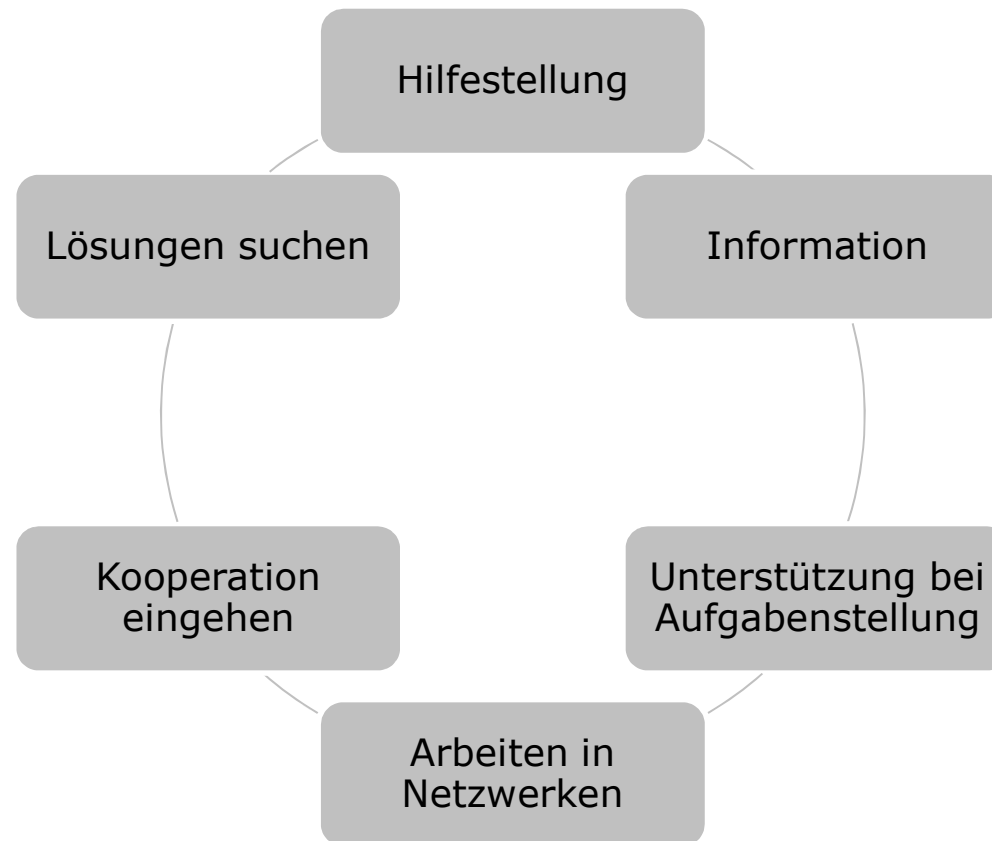 Hilfestellung
Lösungen suchen
Information
Kooperation
eingehen
Unterstützung bei
Aufgabenstellung
Arbeiten in
Netzwerken